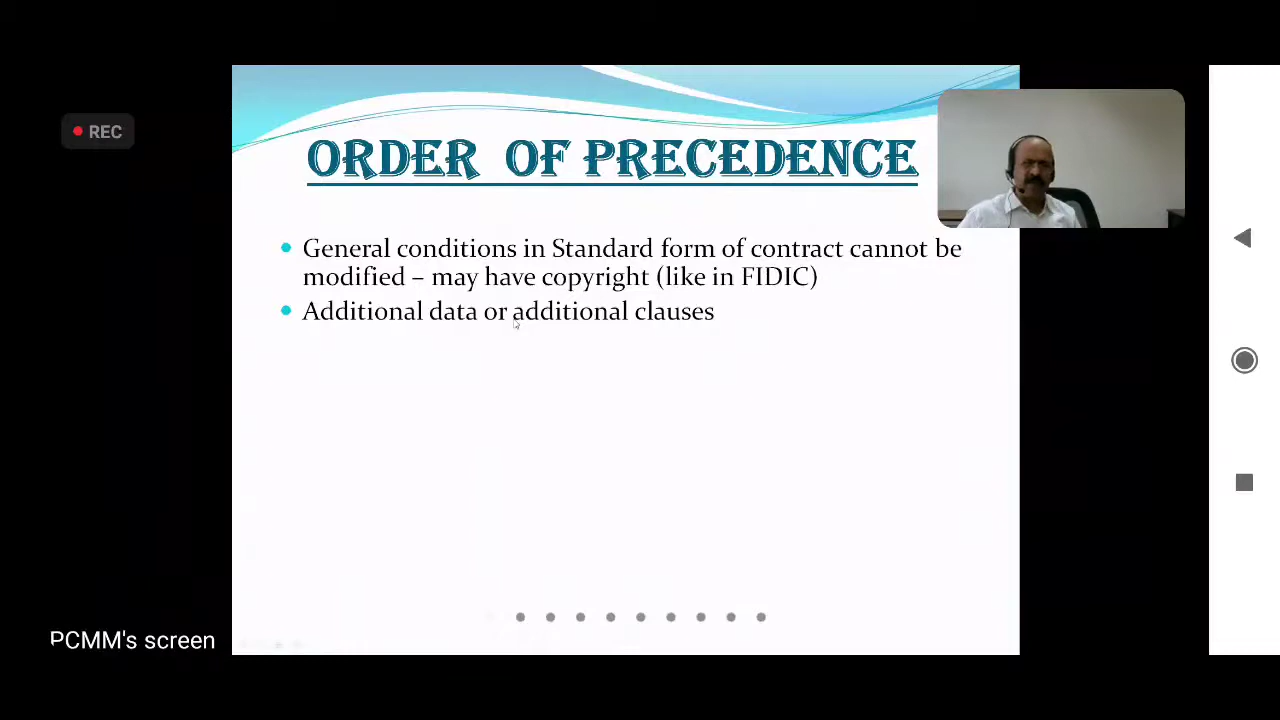 REC
ORDER OF PRECEDENCE
General conditions in Standard form of contract cannot be
modified – may have copyright (like in FIDIC)
Additional data or additional clauses
PCMM's screen